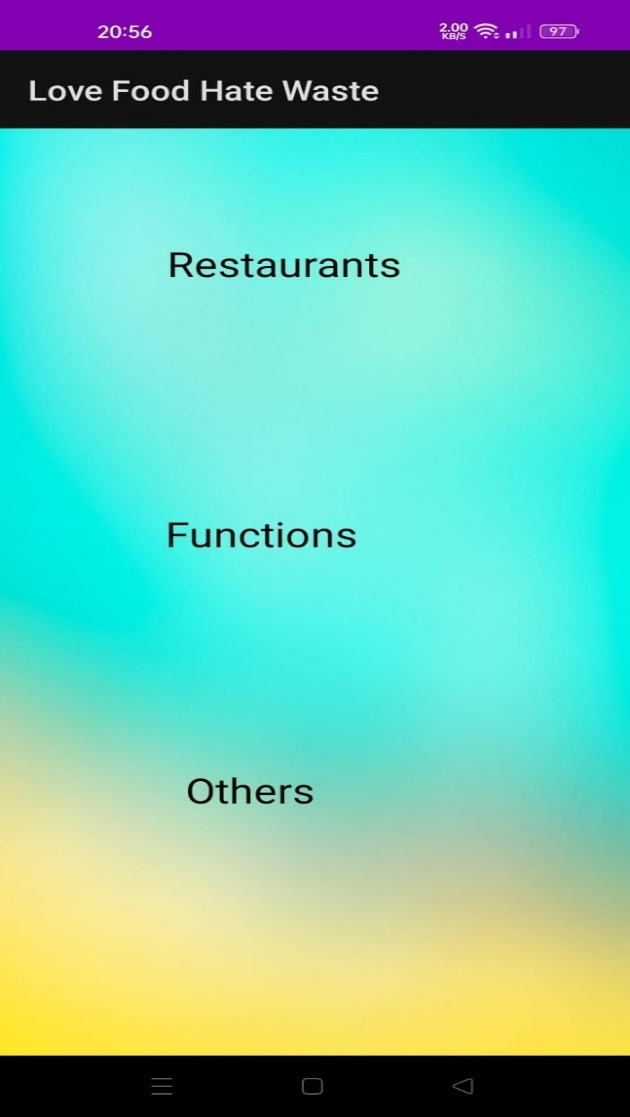 20:56
2.00
KB/S
97
Love Food Hate Waste
Restaurants
Functions
Others